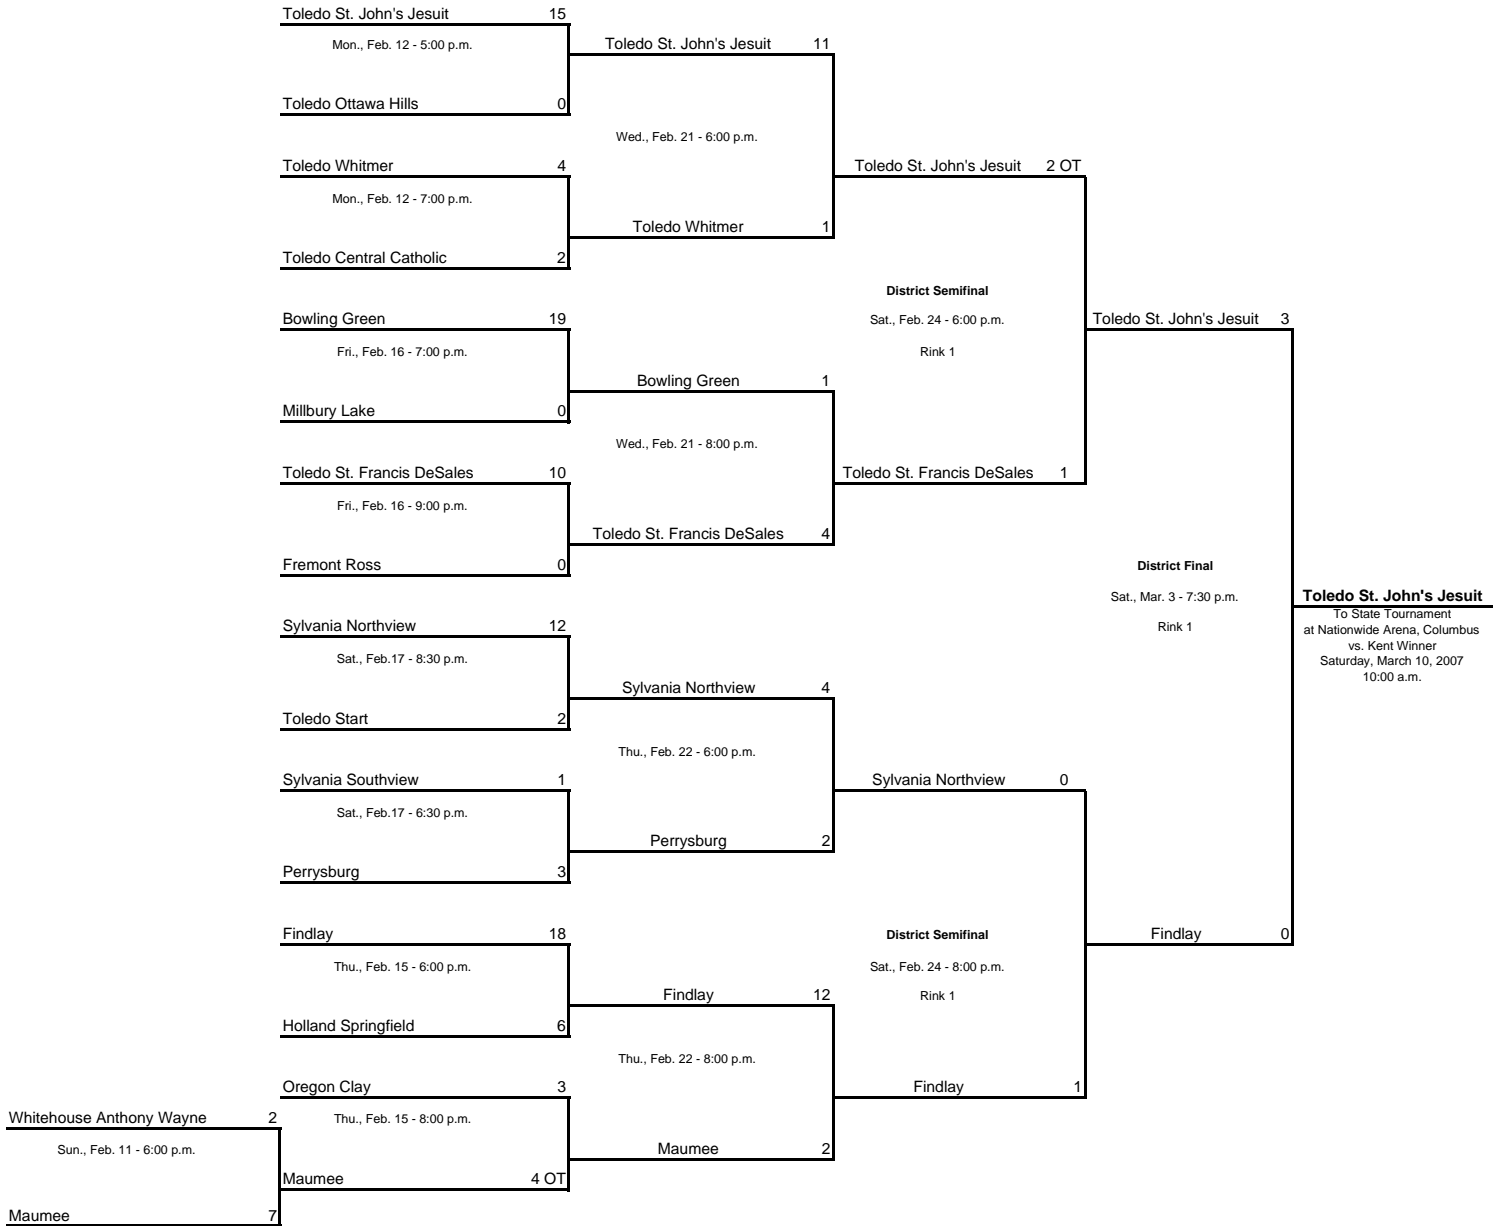 Toledo St. John's Jesuit 15
Mon., Feb. 12 - 5:00 p.m.
Toledo St. John's Jesuit 11
Toledo Ottawa Hills 0
Wed., Feb. 21 - 6:00 p.m.
Toledo Whitmer 4
Toledo St. John's Jesuit 2 OT
Mon., Feb. 12 - 7:00 p.m.
Toledo Whitmer 1
Toledo Central Catholic 2
District Semifinal
Bowling Green 19
Sat., Feb. 24 - 6:00 p.m.
Toledo St. John's Jesuit 3
Fri., Feb. 16 - 7:00 p.m.
Rink 1
Bowling Green 1
Millbury Lake 0
Wed., Feb. 21 - 8:00 p.m.
Toledo St. Francis DeSales 10
Toledo St. Francis DeSales 1
Fri., Feb. 16 - 9:00 p.m.
Toledo St. Francis DeSales 4
Fremont Ross 0
District Final
Sat., Mar. 3 - 7:30 p.m.
Toledo St. John's Jesuit
To State Tournament
at Nationwide Arena, Columbus
vs. Kent Winner
Saturday, March 10, 2007
10:00 a.m.
Rink 1
Sylvania Northview 12
Sat., Feb.17 - 8:30 p.m.
Sylvania Northview 4
Toledo Start 2
Thu., Feb. 22 - 6:00 p.m.
Sylvania Southview 1
Sylvania Northview 0
Sat., Feb.17 - 6:30 p.m.
Perrysburg 2
Perrysburg 3
Findlay 18
District Semifinal
Findlay 0
Thu., Feb. 15 - 6:00 p.m.
Sat., Feb. 24 - 8:00 p.m.
Findlay 12
Rink 1
Holland Springfield 6
Thu., Feb. 22 - 8:00 p.m.
Oregon Clay 3
Findlay 1
Whitehouse Anthony Wayne 2
Thu., Feb. 15 - 8:00 p.m.
Sun., Feb. 11 - 6:00 p.m.
Maumee 2
Maumee 4 OT
Maumee 7